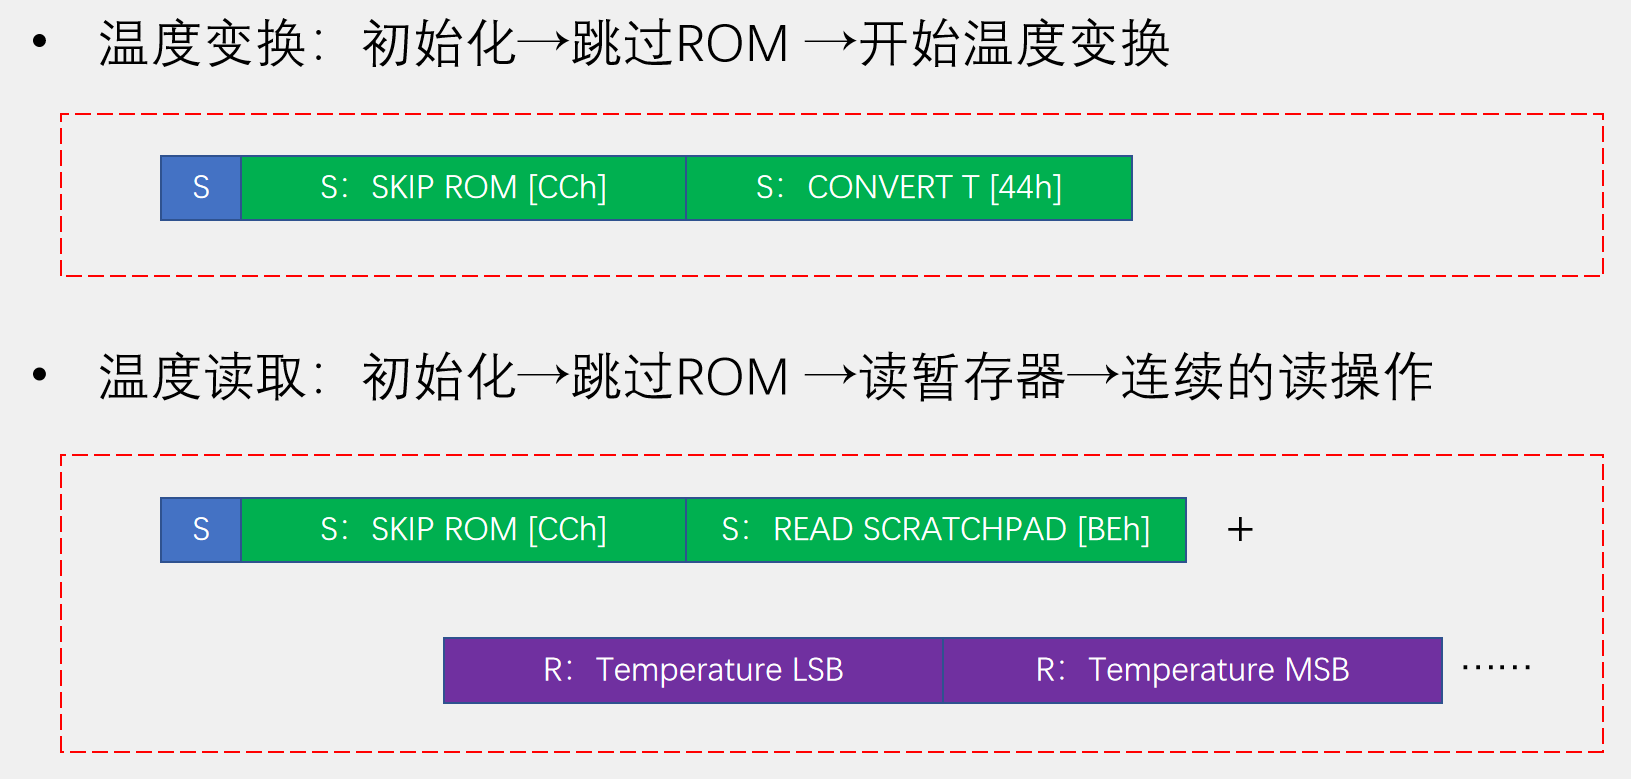 • 温度变换：初始化→跳过ROM →开始温度变换
S S：SKIP ROM [CCh] S：CONVERT T [44h]
• 温度读取：初始化→跳过ROM →读暂存器→连续的读操作
S S：SKIP ROM [CCh] S：READ SCRATCHPAD [BEh] +
R：Temperature LSB R：Temperature MSB ……